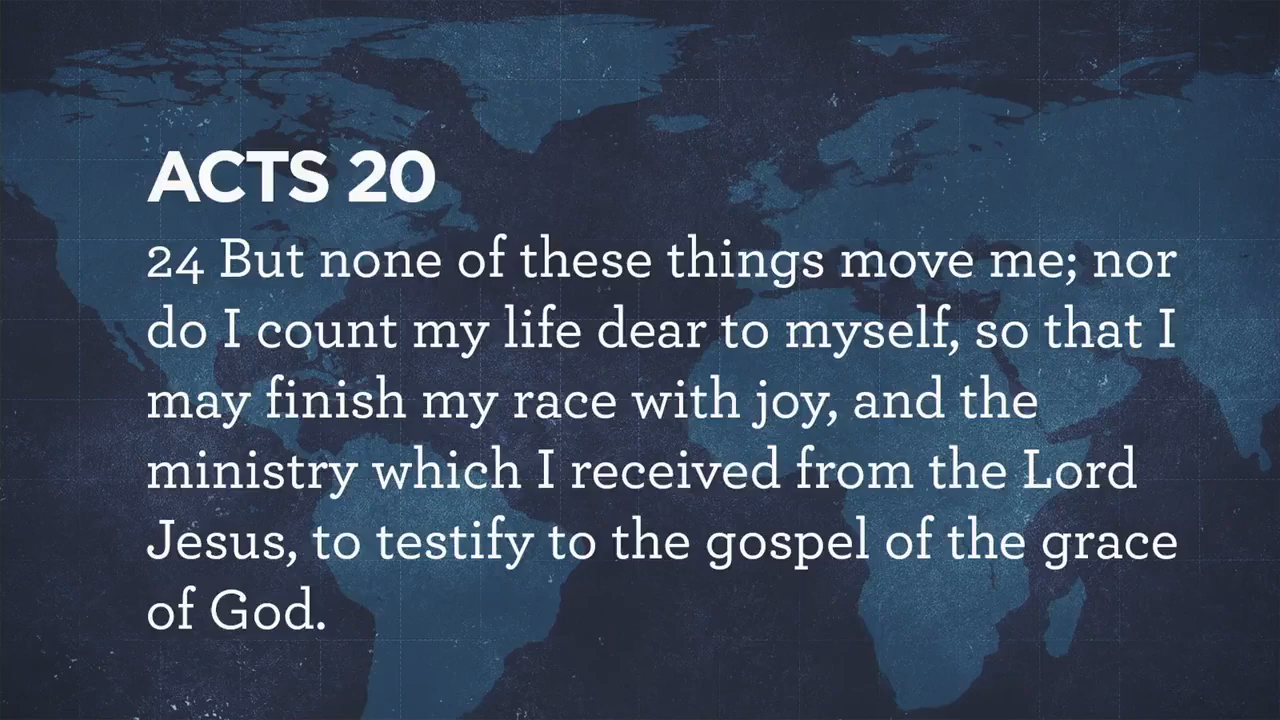 ACTS 20
24 But none of these things move me; nor
do I count my life dear to myself, so that I
may finish my race with joy, and the
ministry which I received from the Lord
Jesus, to testify to the gospel of the grace
of God.